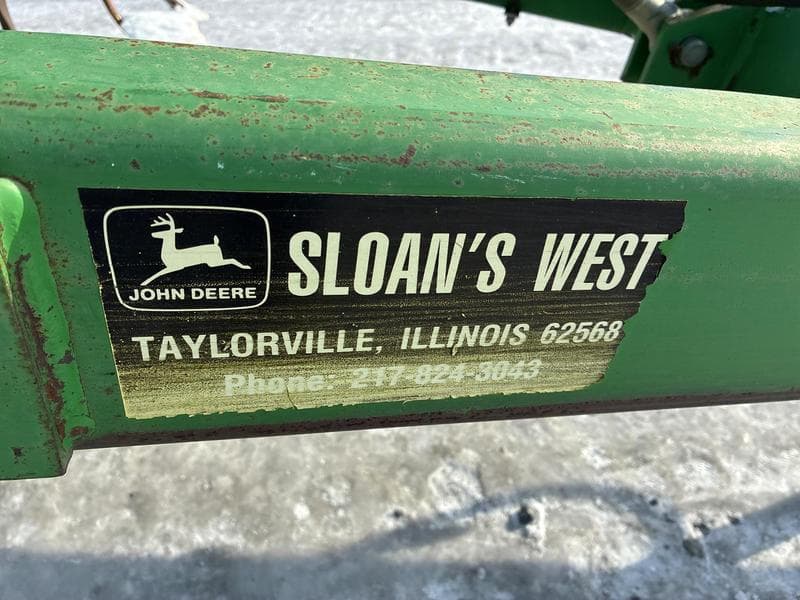 JOHN DEERE
SLOAN'S WEST
TAYLORVILLE, ILLINOIS 62568
Phone: 217-824-3043